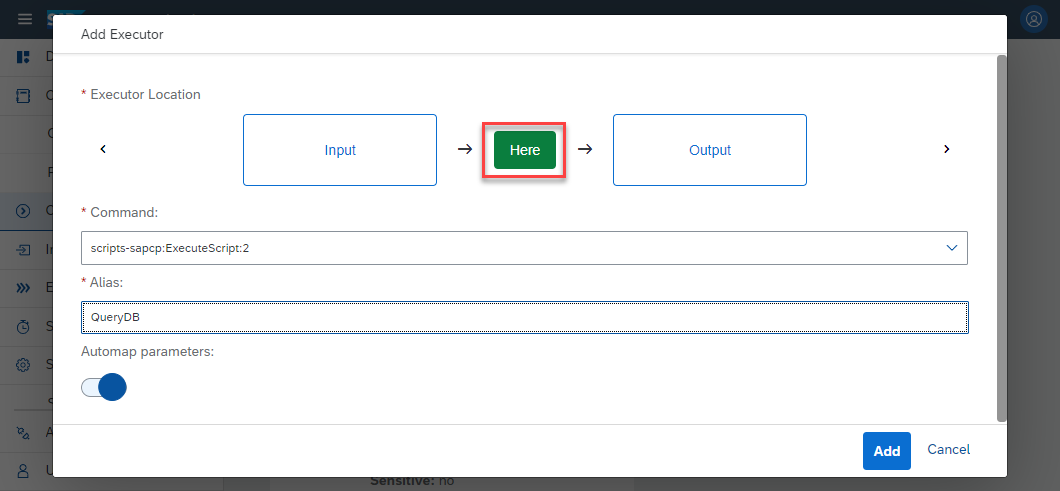 Add Executor
* Executor Location
Input
Here
Output
* Command:
scripts-sapcp:ExecuteScript:2
* Alias:
QueryDB
Automap parameters:
Add
Cancel
Sensitive: no